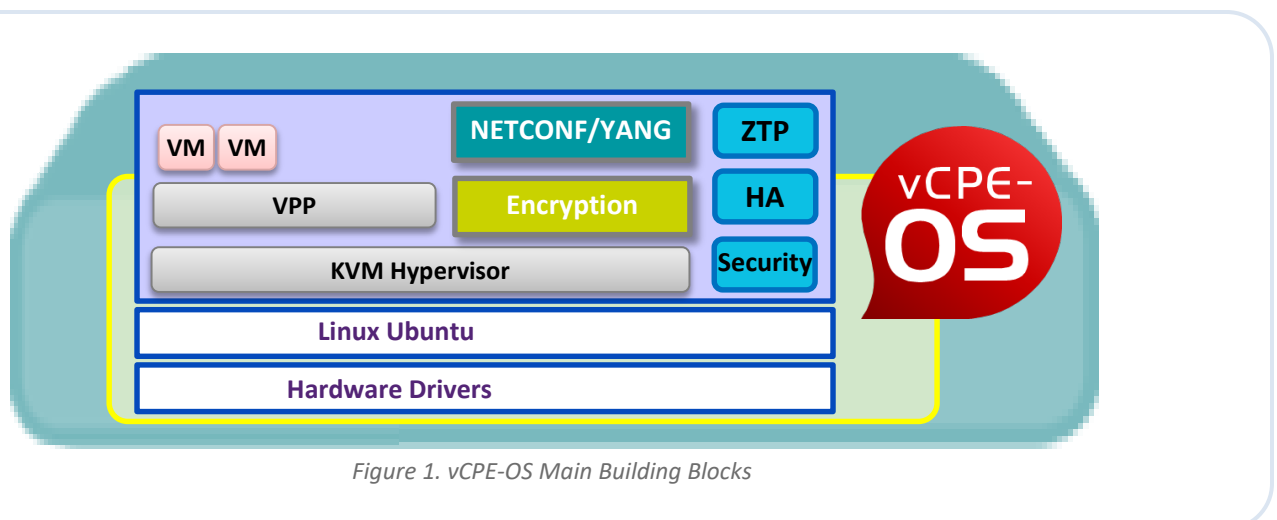 VM VM
NETCONF/YANG
ZTP
VPP
Encryption
HA
KVM Hypervisor
Security
Linux Ubuntu
Hardware Drivers
vCPE-
OS
Figure 1. vCPE-OS Main Building Blocks